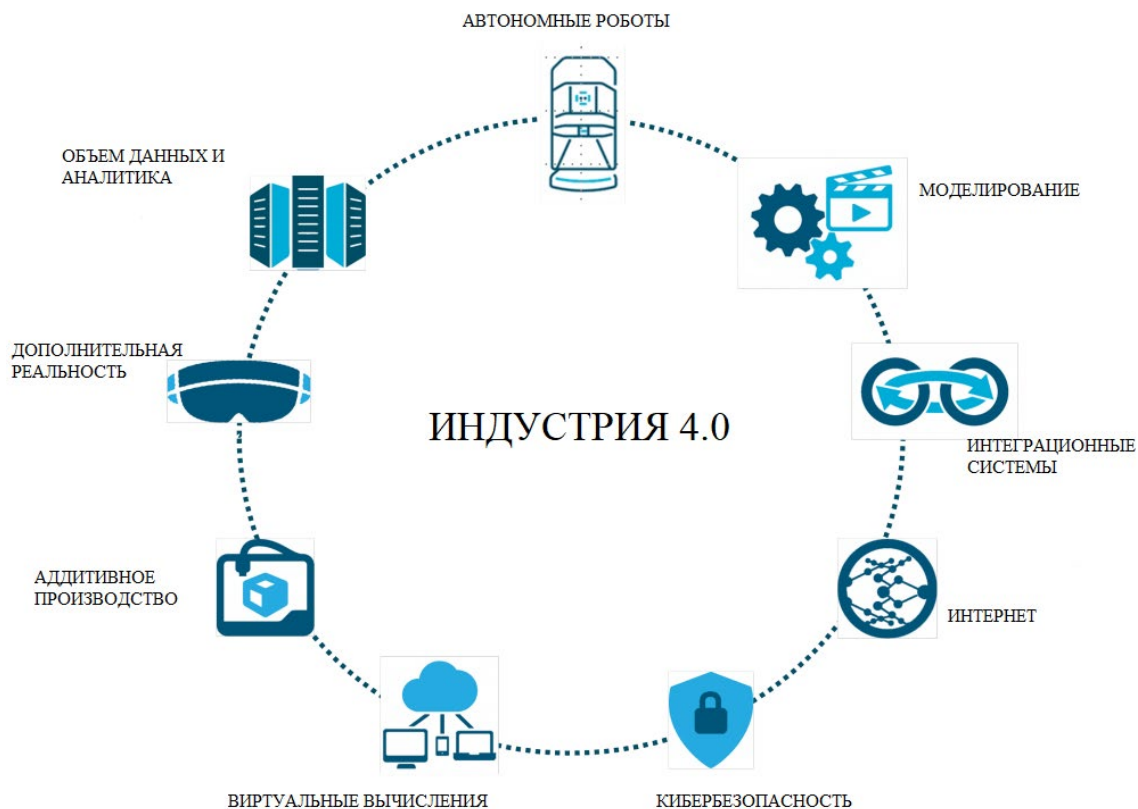 АВТОНОМНЫЕ РОБОТЫ
ОБЪЕМ ДАННЫХ И
АНАЛИТИКА
МОДЕЛИРОВАНИЕ
ДОПОЛНИТЕЛЬНАЯ
РЕАЛЬНОСТЬ
ИНДУСТРИЯ 4.0
ИНТЕГРАЦИОННЫЕ
СИСТЕМЫ
АДДИТИВНОЕ
ПРОИЗВОДСТВО
ИНТЕРНЕТ
ВИРТУАЛЬНЫЕ ВЫЧИСЛЕНИЯ
КИБЕРБЕЗОПАСНОСТЬ